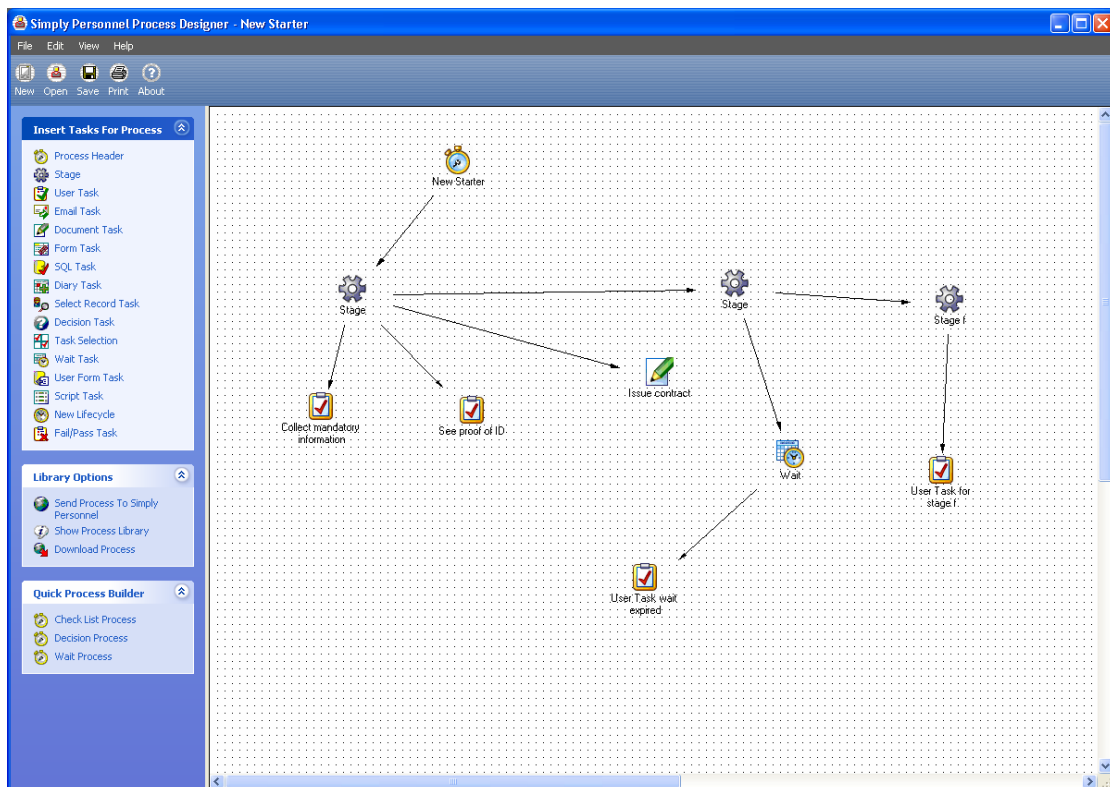 Simply Personnel Process Designer - New Starter
File Edit View Help
New Open Save Print About
Insert Tasks For Process
Process Header
Stage
User Task
Email Task
Document Task
Form Task
SQL Task
Diary Task
Select Record Task
Decision Task
Task Selection
Wait Task
User Form Task
Script Task
New Lifecycle
Fail/Pass Task
Library Options
Send Process To Simply
Personnel
Show Process Library
Download Process
Quick Process Builder
Check List Process
Decision Process
Wait Process
New Starter
Stage
Stage
Stage f
Issue contract
Collect mandatory
information
See proof of ID
Wait
User Task for
stage f
User Task wait
expired